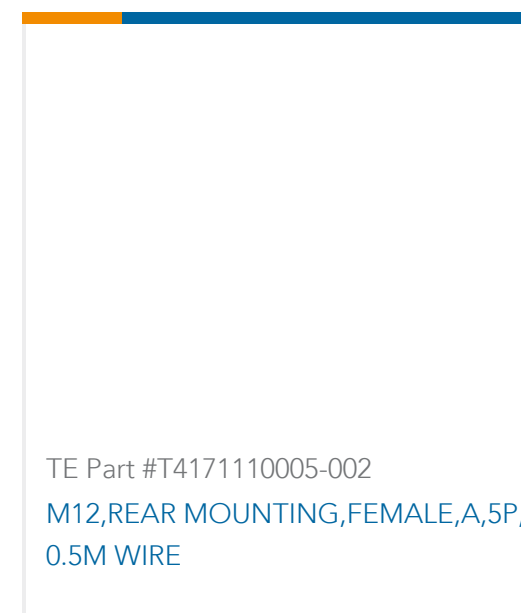 TE Part #T4171110005-002
M12,REAR MOUNTING,FEMALE,A,5P,
0.5M WIRE